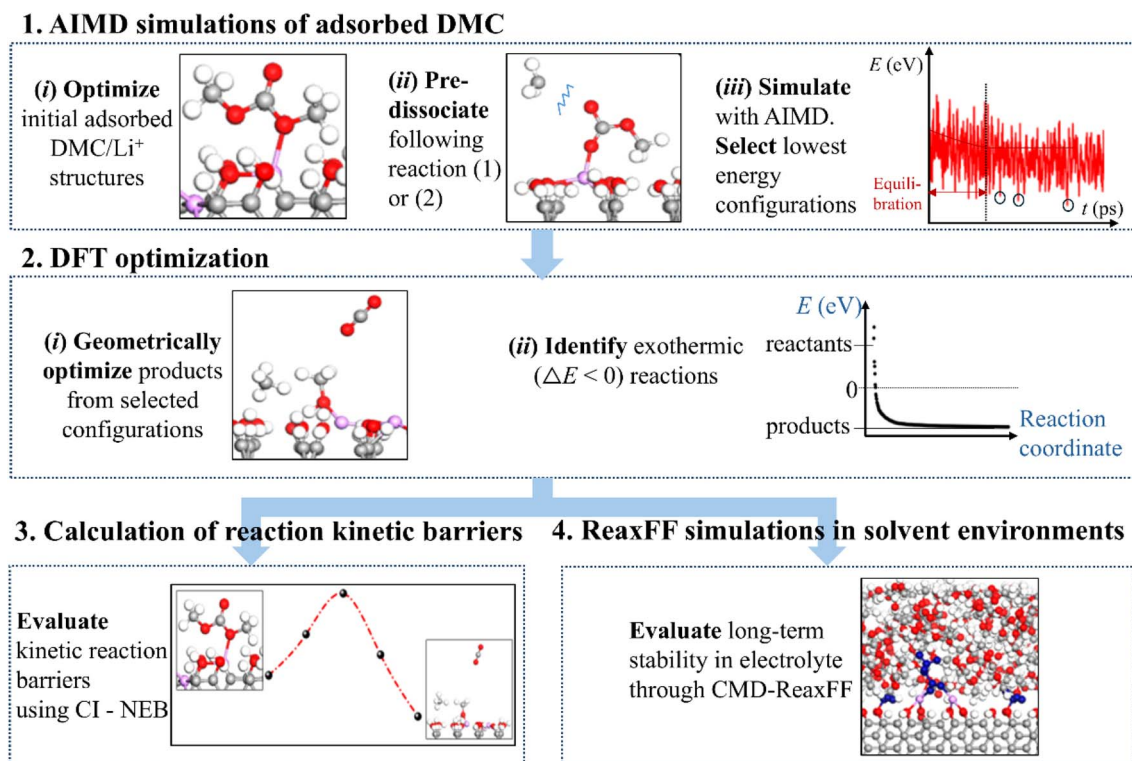 1. AIMD simulations of adsorbed DMC
(i) Optimize
initial adsorbed
DMC/Li⁺
structures
(ii) Pre-
dissociate
following
reaction (1)
or (2)
(iii) Simulate
with AIMD.
Select lowest
energy
configurations
E (eV)
Equili-
bration
t (ps)
2. DFT optimization
(i) Geometrically
optimize products
from selected
configurations
(ii) Identify exothermic
(△E < 0) reactions
E (eV)
reactants
0
products
Reaction
coordinate
3. Calculation of reaction kinetic barriers
Evaluate
kinetic reaction
barriers
using CI - NEB
4. ReaxFF simulations in solvent environments
Evaluate long-term
stability in electrolyte
through CMD-ReaxFF